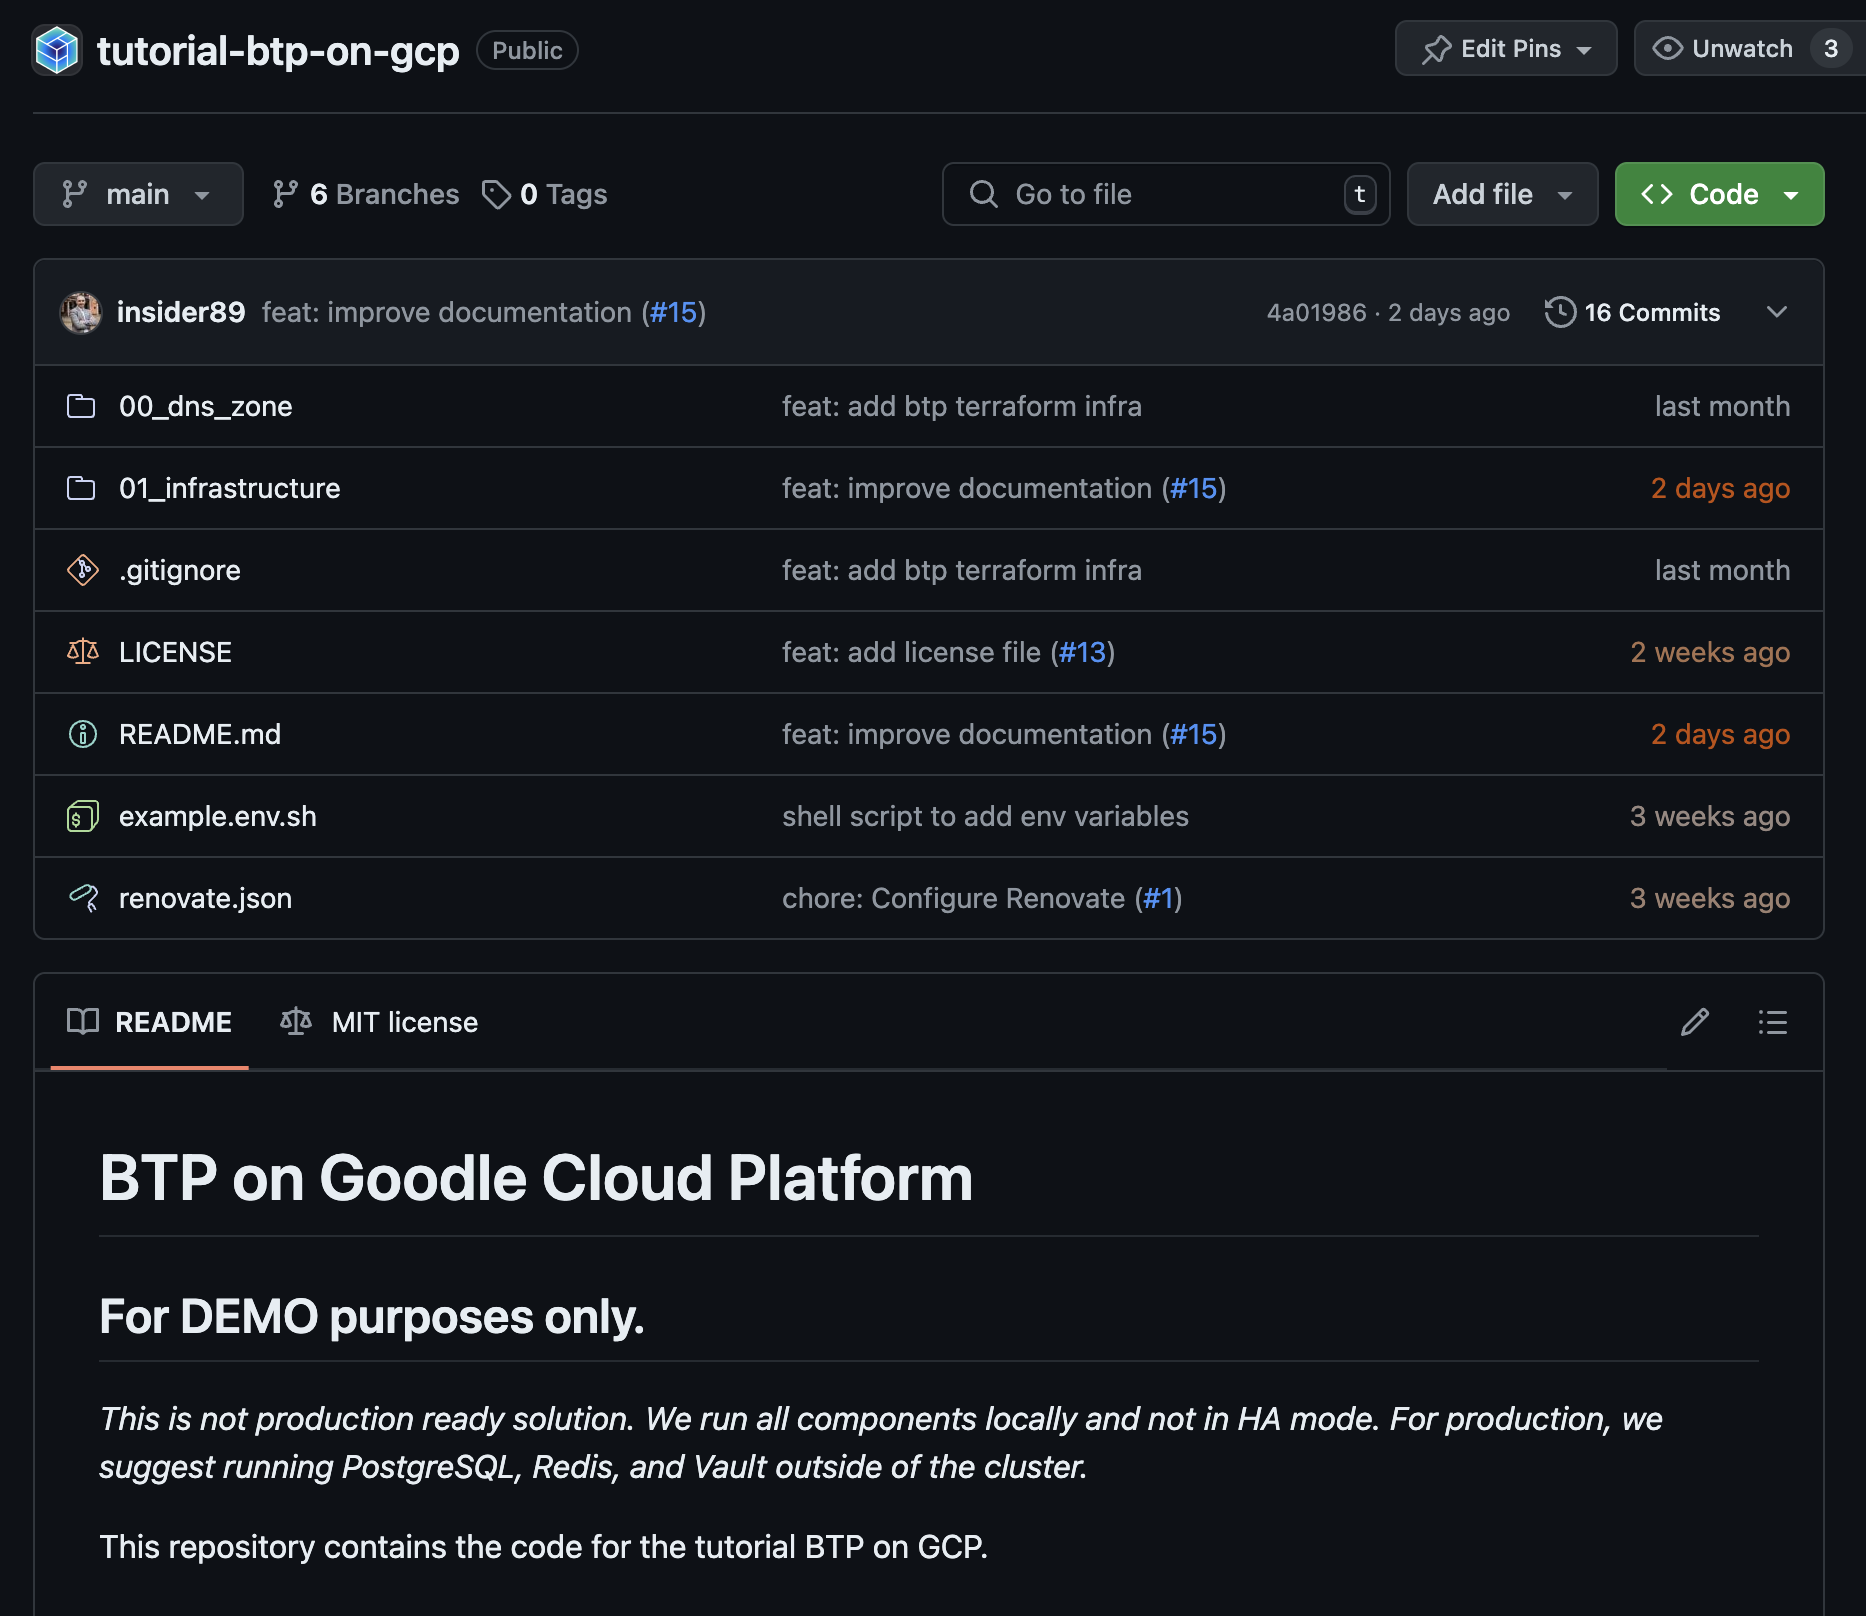 tutorial-btp-on-gcp Public Edit Pins Unwatch 3
main 6 Branches 0 Tags Go to file t Add file Code
insider89 feat: improve documentation (#15) 4a01986 · 2 days ago 16 Commits
00_dns_zone feat: add btp terraform infra last month
01_infrastructure feat: improve documentation (#15) 2 days ago
.gitignore feat: add btp terraform infra last month
LICENSE feat: add license file (#13) 2 weeks ago
README.md feat: improve documentation (#15) 2 days ago
$ example.env.sh shell script to add env variables 3 weeks ago
renovate.json chore: Configure Renovate (#1) 3 weeks ago
README MIT license
BTP on Goodle Cloud Platform
For DEMO purposes only.
This is not production ready solution. We run all components locally and not in HA mode. For production, we
suggest running PostgreSQL, Redis, and Vault outside of the cluster.
This repository contains the code for the tutorial BTP on GCP.